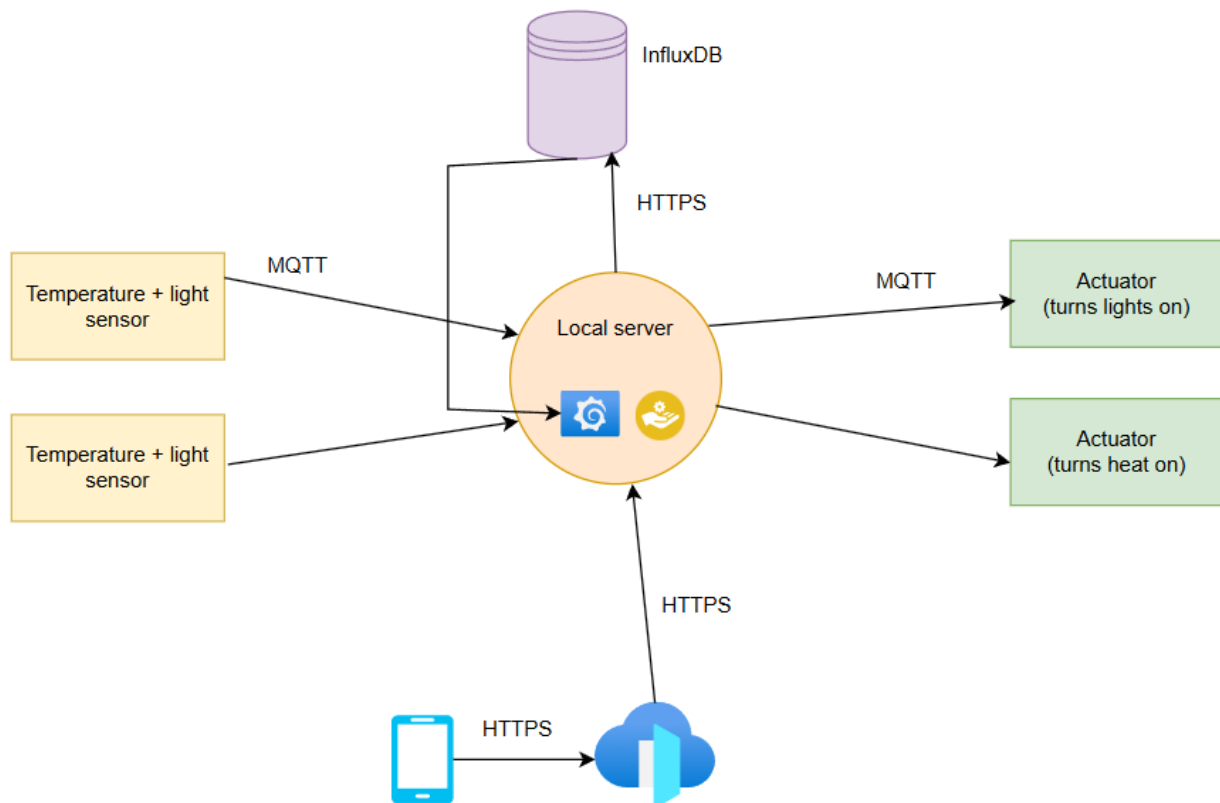 InfluxDB
HTTPS
MQTT
MQTT
Temperature + light
sensor
Local server
Actuator
(turns lights on)
Temperature + light
sensor
Actuator
(turns heat on)
HTTPS
HTTPS